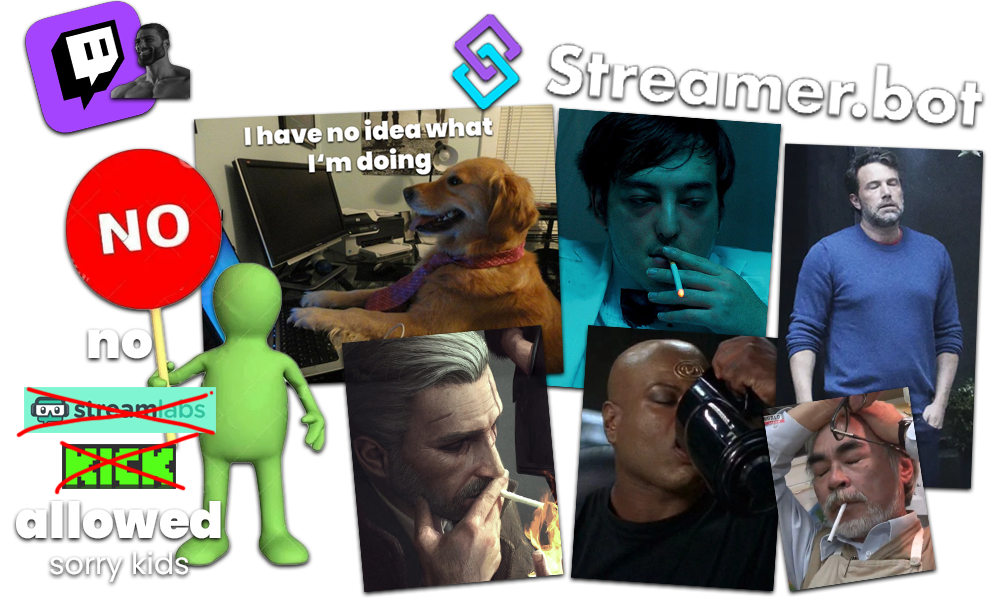 Streamer.bot
I have no idea what
I'm doing
NO
no
streamlabs
KICK
allowed
sorry kids